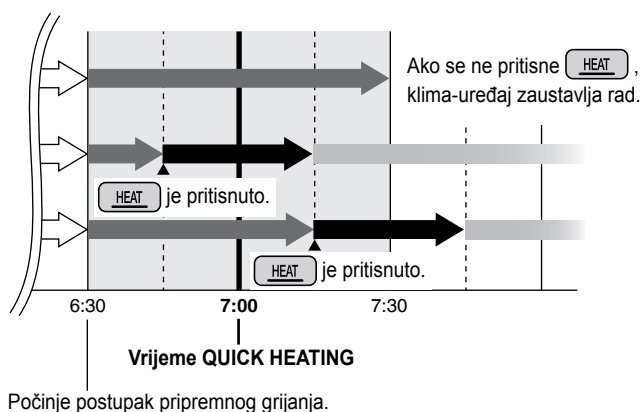 Ako se ne pritisne HEAT ,
klima-uređaj zaustavlja rad.
HEAT je pritisnuto.
HEAT je pritisnuto.
6:30 7:00 7:30
Vrijeme QUICK HEATING
Počinje postupak pripremnog grijanja.